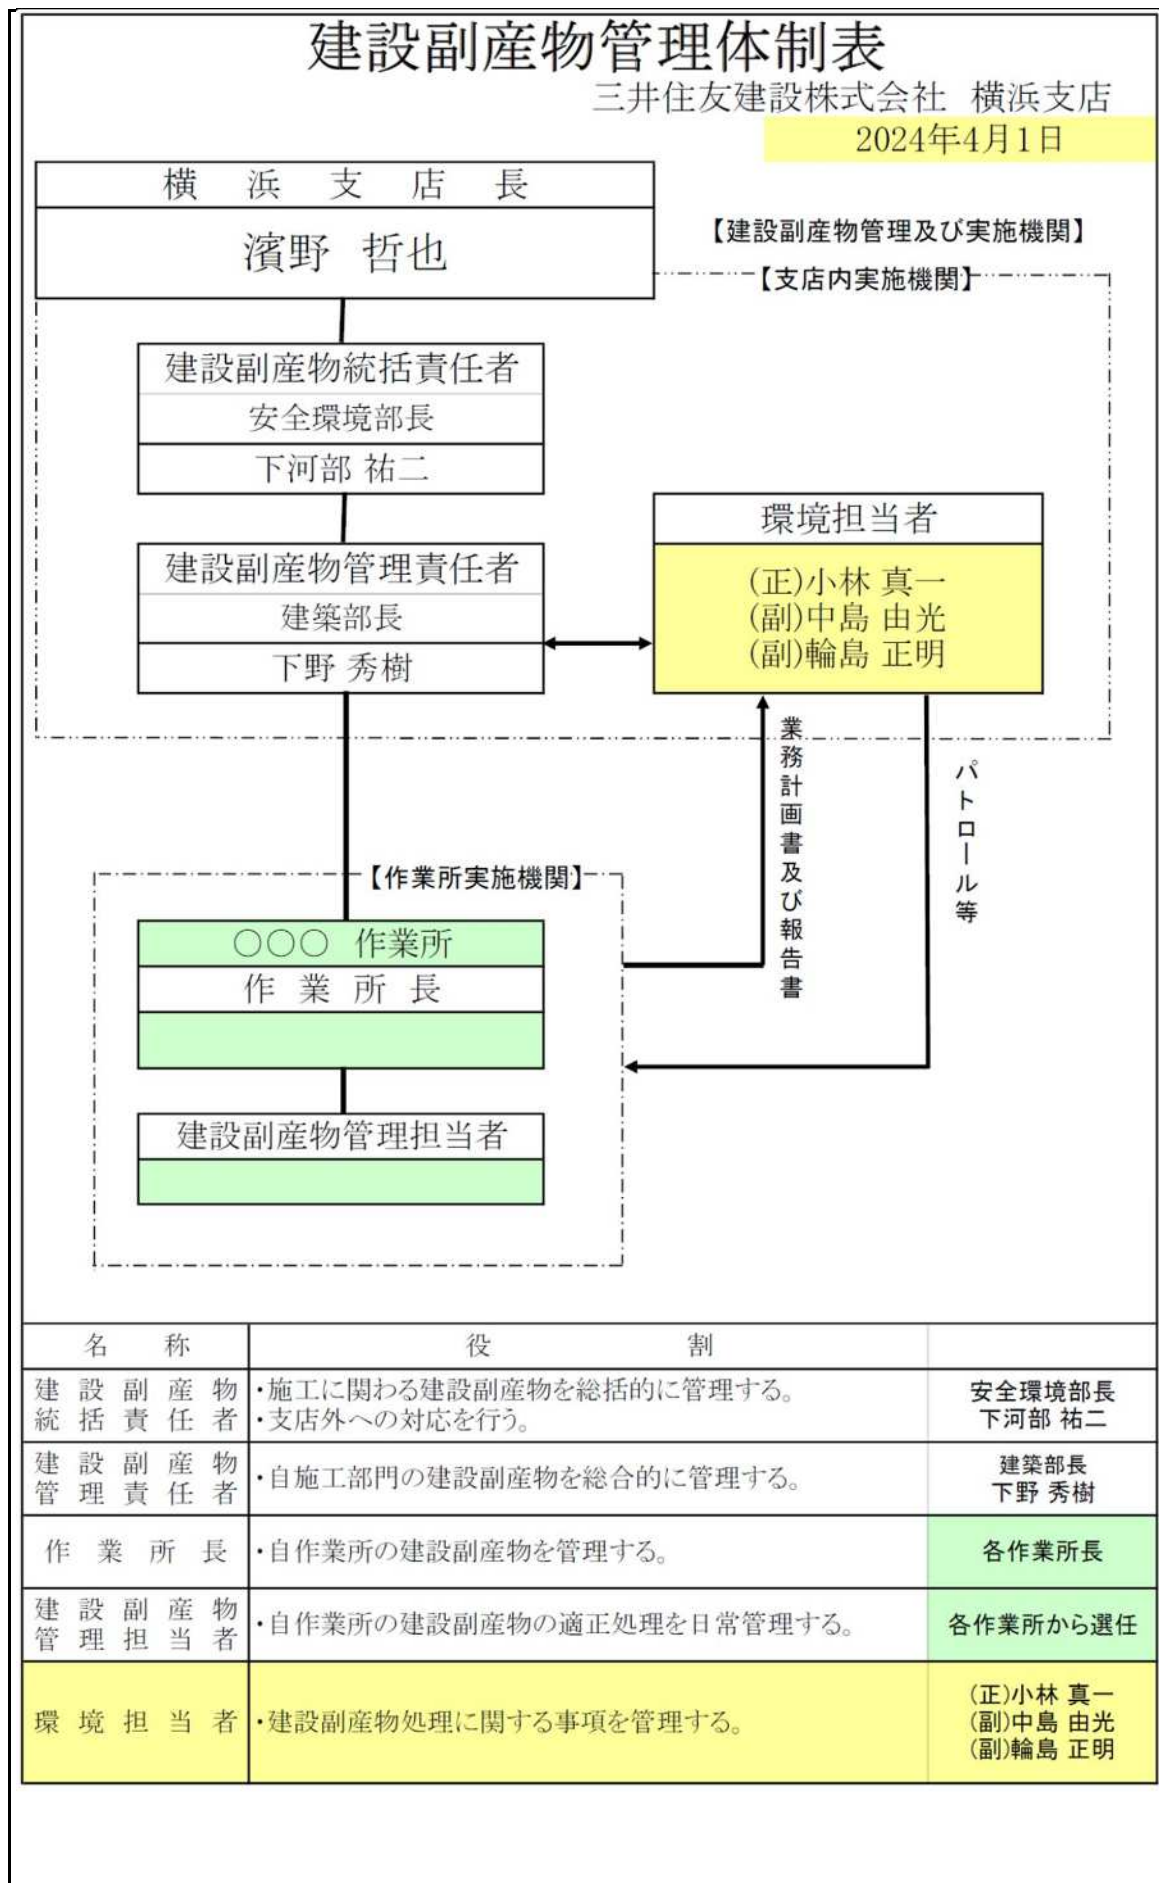 建設副産物管理体制表
三井住友建設株式会社 横浜支店
2024年4月1日
横浜支店長
濱野 哲也
【建設副産物管理及び実施機関】
【支店内実施機関】
建設副産物統括責任者
安全環境部長
下河部 祐二
建設副産物管理責任者
建築部長
下野 秀樹
環境担当者
(正)小林 真一
(副)中島 由光
(副)輪島 正明
業務計画書及び報告書
パトロール等
【作業所実施機関】
○○○ 作業所
作業所長
建設副産物管理担当者
名称 役割
建設副産物
統括責任者
・施工に関わる建設副産物を総括的に管理する。
・支店外への対応を行う。
安全環境部長
下河部 祐二
建設副産物
管理責任者
・自施工部門の建設副産物を総合的に管理する。
建築部長
下野 秀樹
作業所長 ・自作業所の建設副産物を管理する。 各作業所長
建設副産物
管理担当者
・自作業所の建設副産物の適正処理を日常管理する。
各作業所から選任
環境担当者 ・建設副産物処理に関する事項を管理する。
(正)小林 真一
(副)中島 由光
(副)輪島 正明